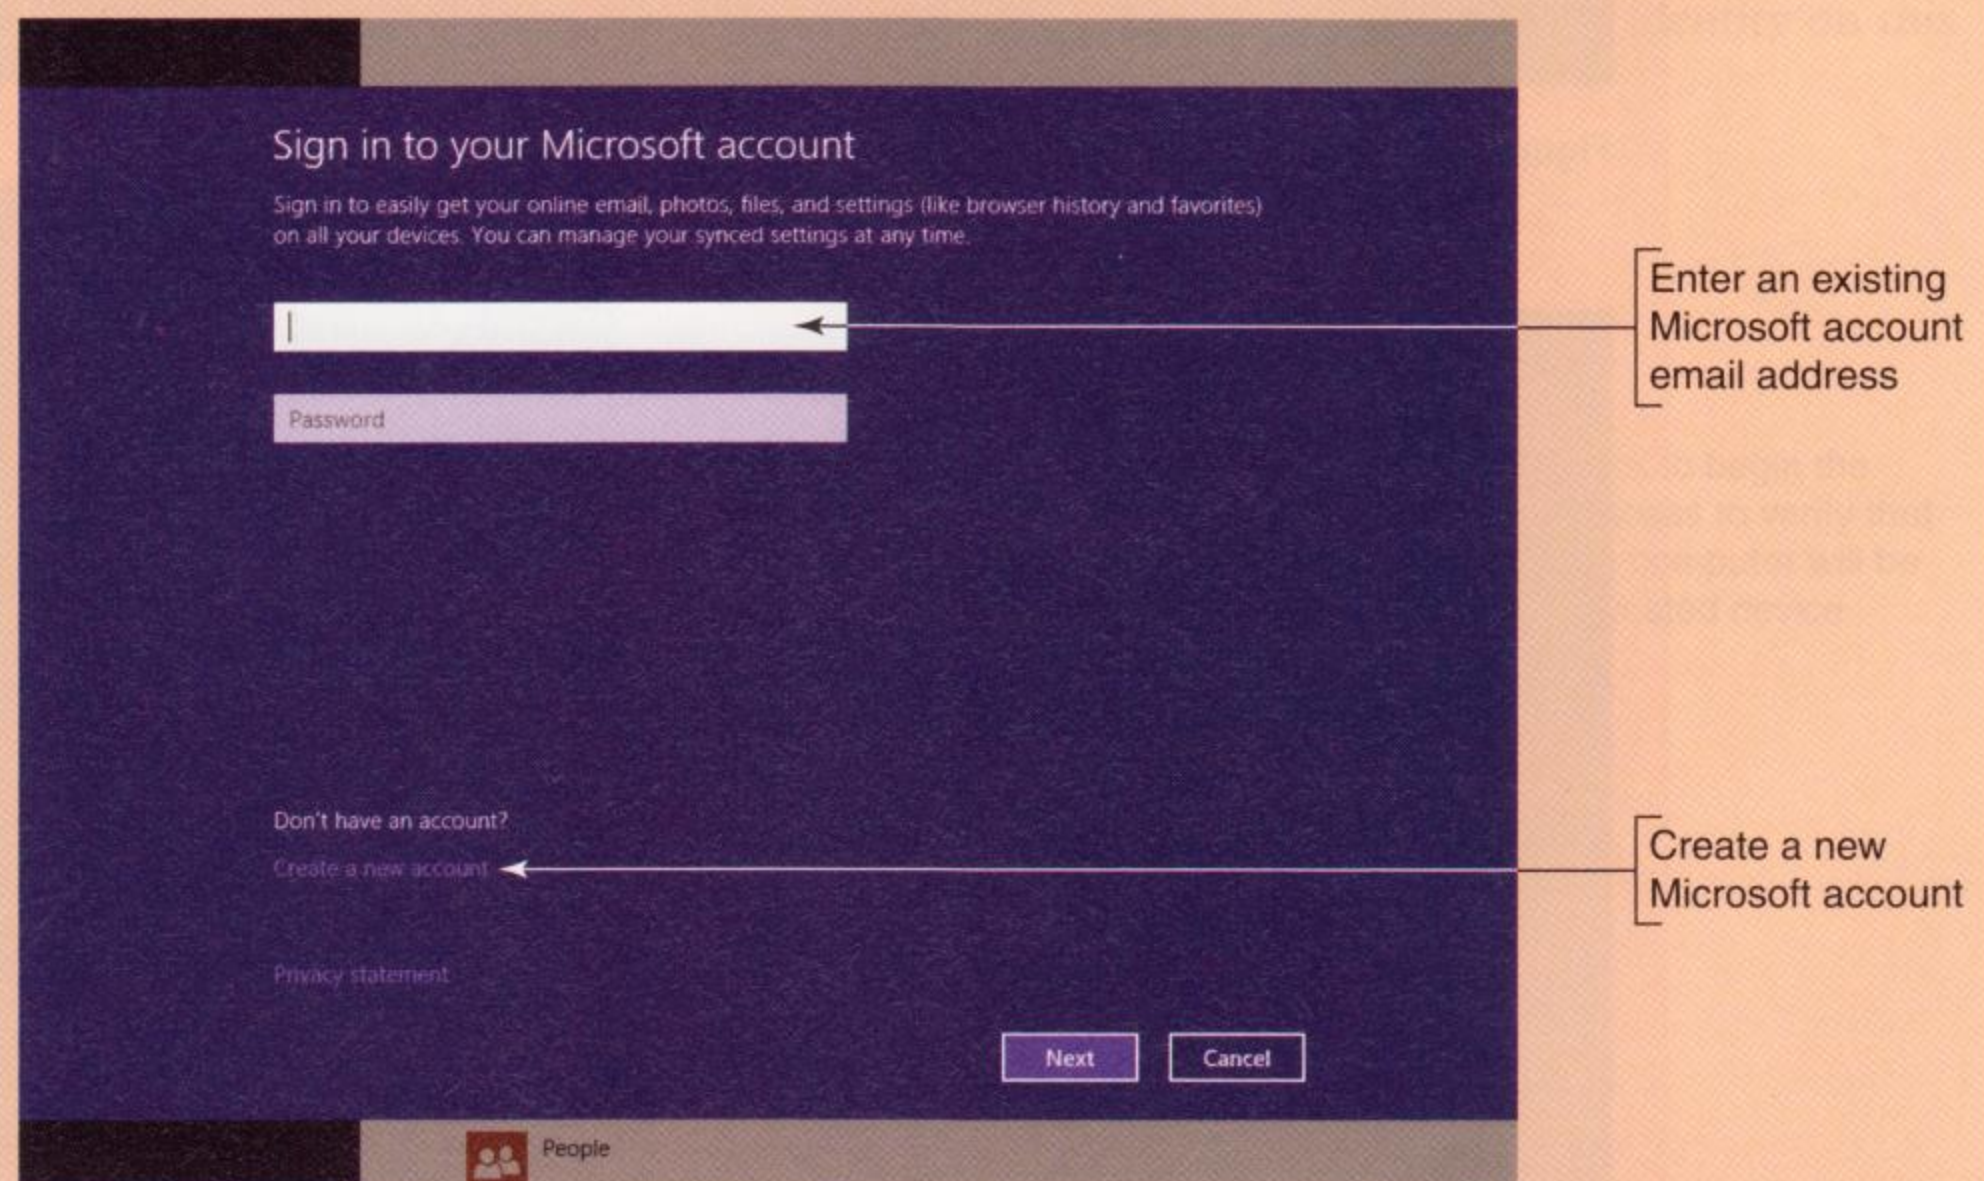 Sign in to your Microsoft account
Sign in to easily get your online email, photos, files, and settings (like browser history and favorites)
on all your devices. You can manage your synced settings at any time.
Enter an existing
Microsoft account
email address
Password
Don't have an account?
Create a new account
Create a new
Microsoft account
Privacy statement
Next
Cancel
People